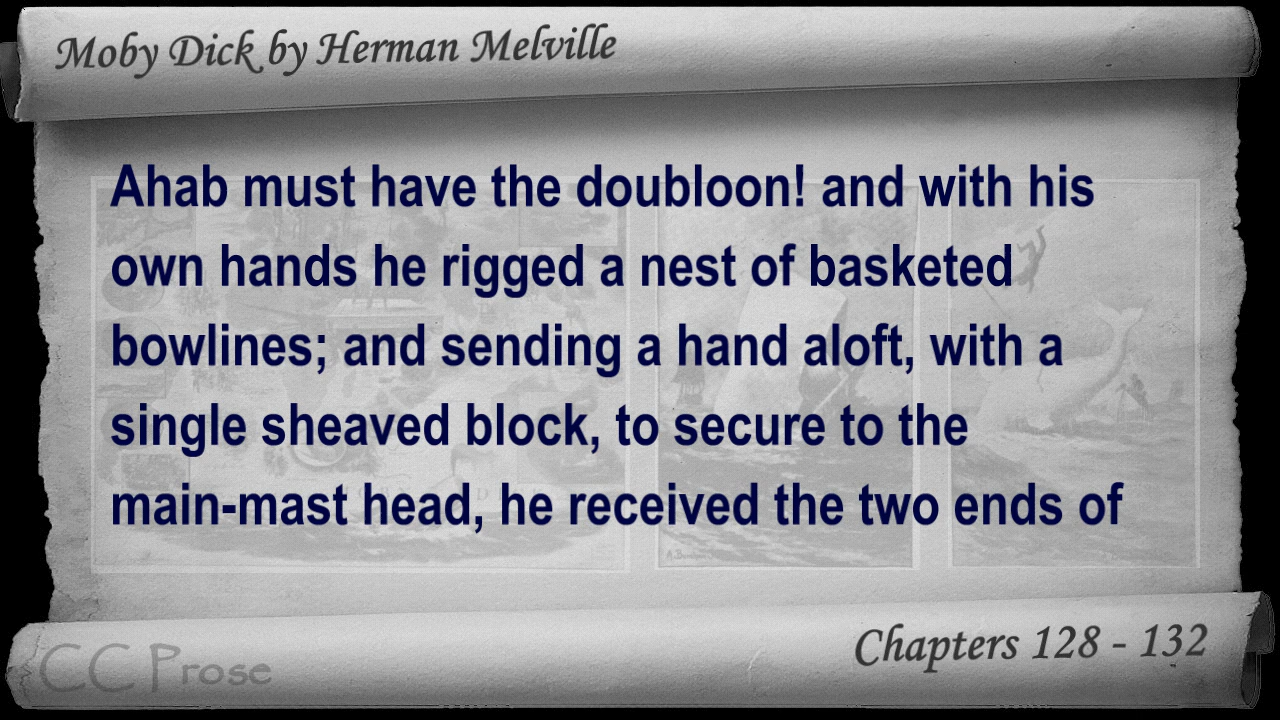 Moby Dick by Herman Melville
Ahab must have the doubloon! and with his
own hands he rigged a nest of basketed
bowlines; and sending a hand aloft, with a
single sheaved block, to secure to the
main-mast head, he received the two ends of
Chapters 128 - 132
CC Prose